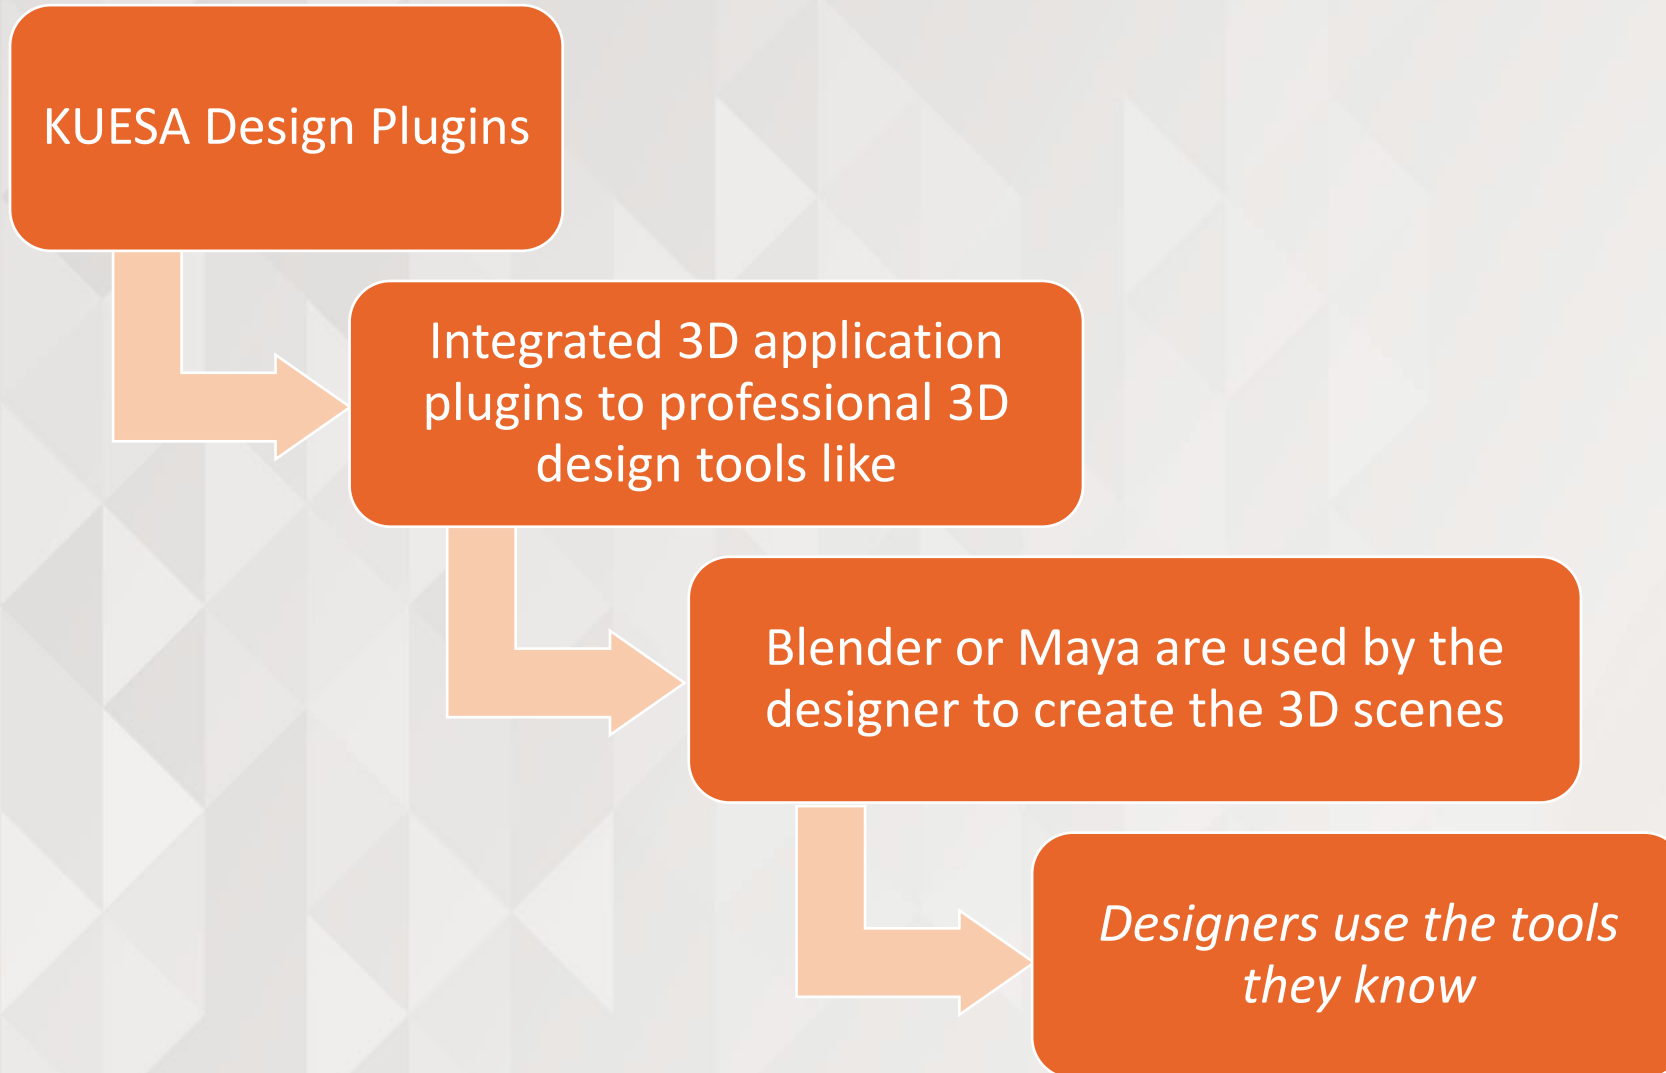 KUESA Design Plugins
Integrated 3D application
plugins to professional 3D
design tools like
Blender or Maya are used by the
designer to create the 3D scenes
Designers use the tools
they know